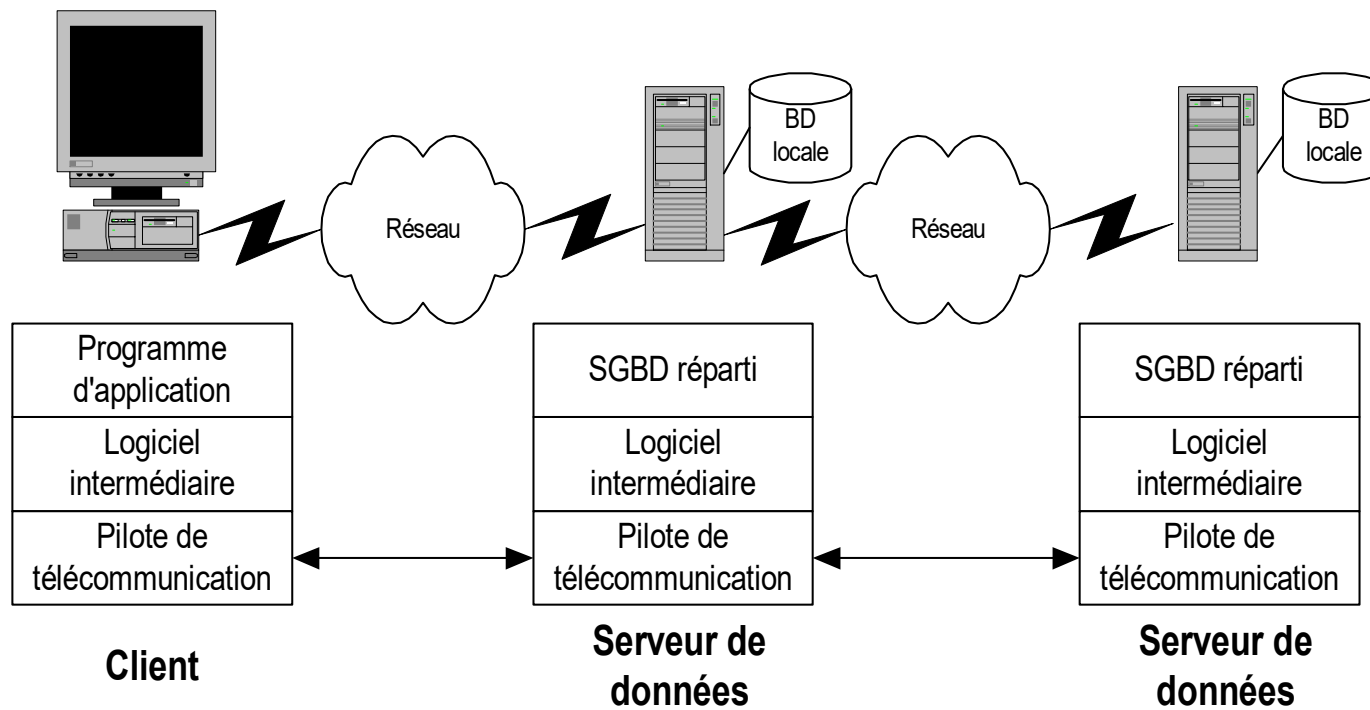 BD
locale
BD
locale
Réseau
Réseau
Programme
d'application
SGBD réparti
SGBD réparti
Logiciel
intermédiaire
Logiciel
intermédiaire
Logiciel
intermédiaire
Pilote de
télécommunication
Pilote de
télécommunication
Pilote de
télécommunication
Client
Serveur de
données
Serveur de
données